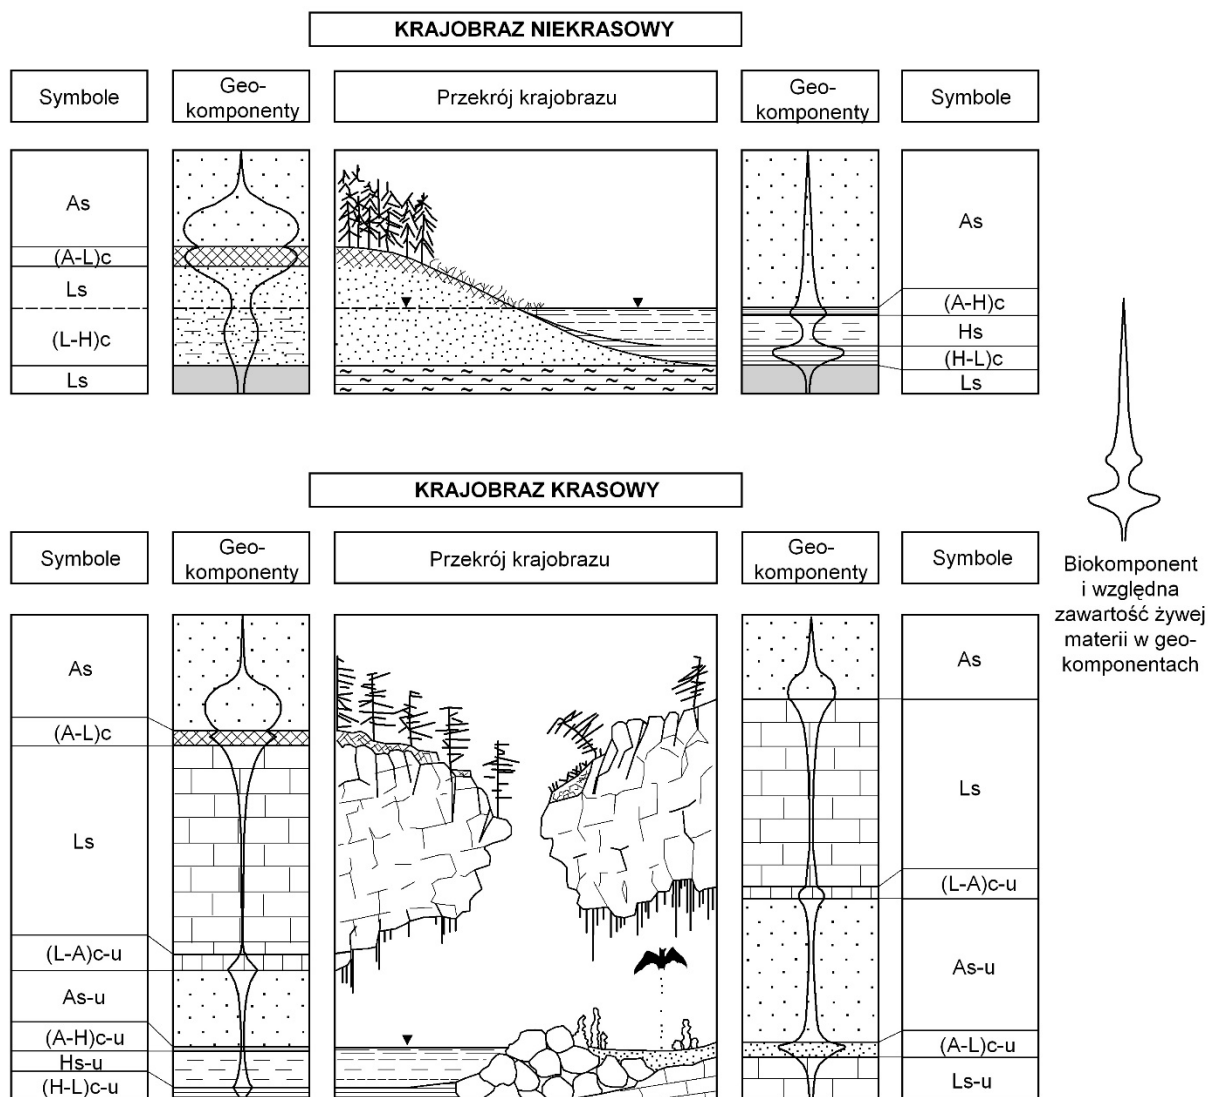 KRAJOBRAZ NIEKRASOWY
Symbole
Geo-
komponenty
Przekrój krajobrazu
Geo-
komponenty
Symbole
As
(A-L)c
Ls
(L-H)c
Ls
As
(A-H)c
Hs
(H-L)c
Ls
KRAJOBRAZ KRASOWY
Symbole
Geo-
komponenty
Przekrój krajobrazu
Geo-
komponenty
Symbole
As
(A-L)c
Ls
(L-A)c-u
As-u
(A-H)c-u
Hs-u
(H-L)c-u
As
Ls
(L-A)c-u
As-u
(A-L)c-u
Ls-u
Biokomponent
i względna
zawartość żywej
materii w geo-
komponentach